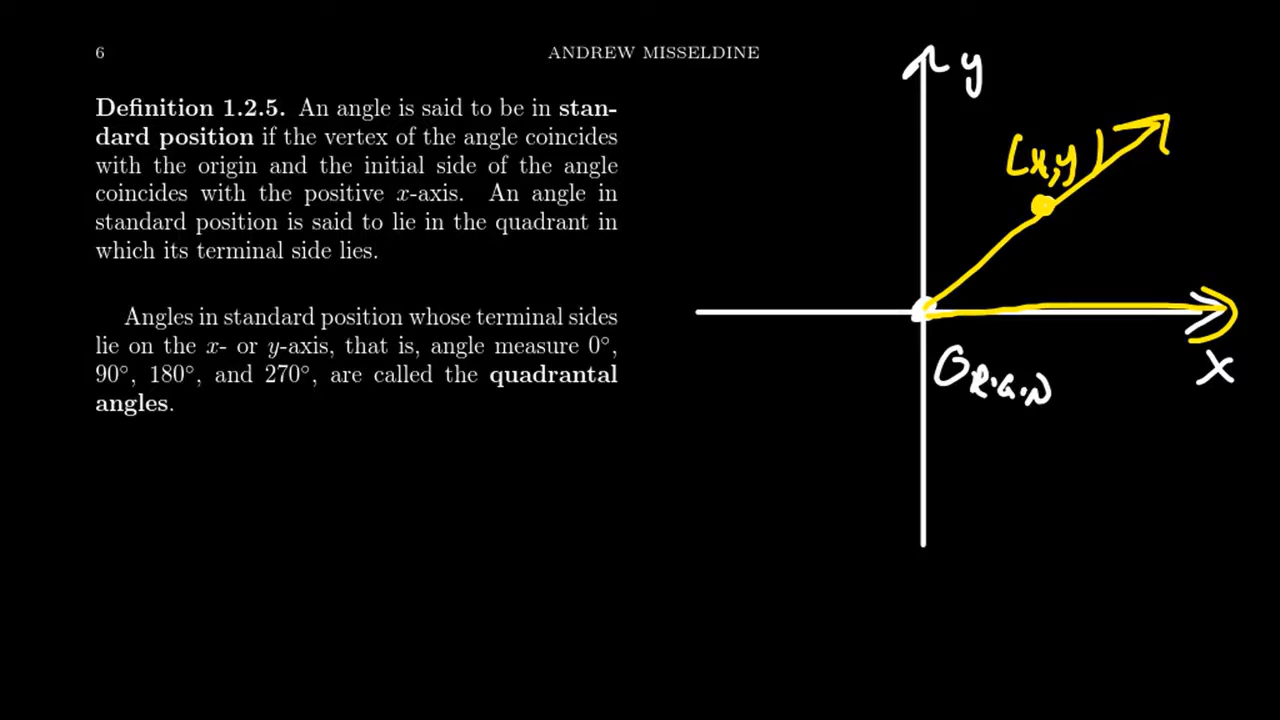 6
ANDREW MISSELDINE
Definition 1.2.5. An angle is said to be in stan-
dard position if the vertex of the angle coincides
with the origin and the initial side of the angle
coincides with the positive x-axis. An angle in
standard position is said to lie in the quadrant in
which its terminal side lies.
Angles in standard position whose terminal sides
lie on the x- or y-axis, that is, angle measure 0°,
90°, 180°, and 270°, are called the quadrantal
angles.
y
(x,y)
x
ORIGIN